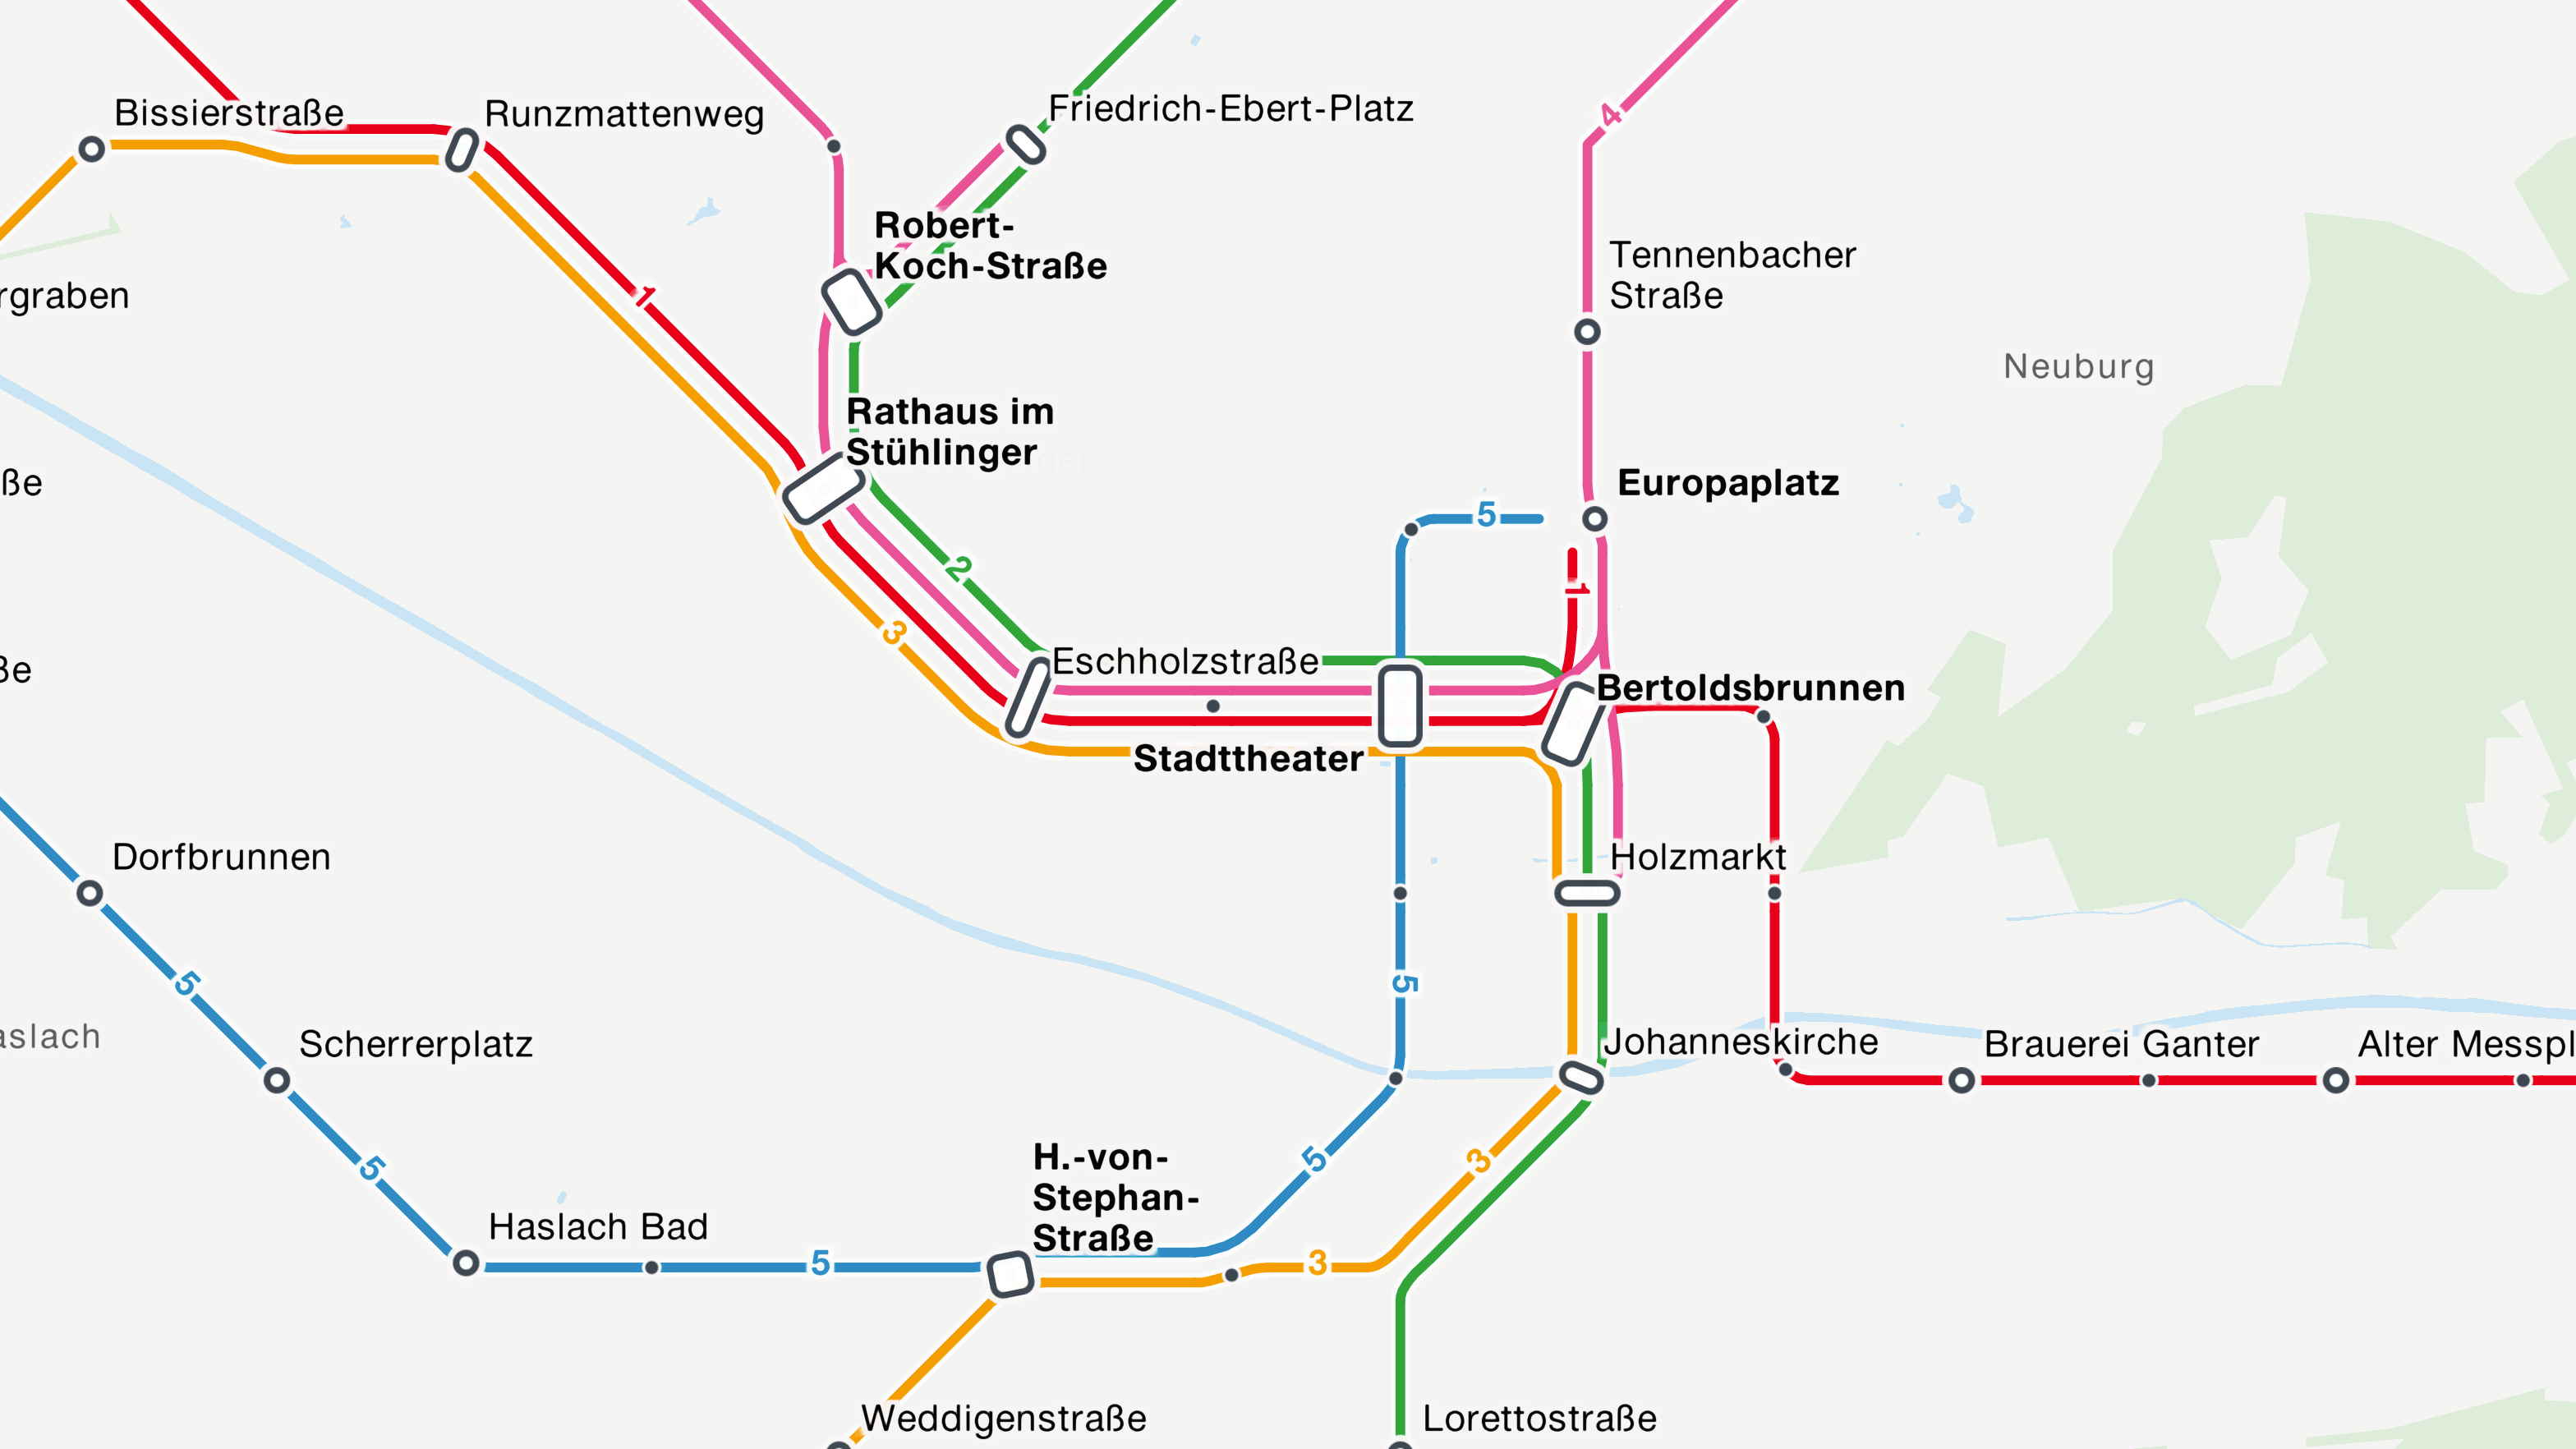 4
Bissierstraße
Runzmattenweg
Friedrich-Ebert-Platz
Robert-
Koch-Straße
Tennenbacher
Straße
rgraben
1
Neuburg
Rathaus im
Stühlinger
ger
ße
Europaplatz
5
2
1
3
Eschholzstraße
ße
Bertoldsbrunnen
Stadttheater
Dorfbrunnen
Holzmarkt
5
5
aslach
Scherrerplatz
Johanneskirche
Brauerei Ganter
Alter Messpl
5
H.-von-
Stephan-
Straße
5
3
Haslach Bad
5
3
Weddigenstraße
Lorettostraße